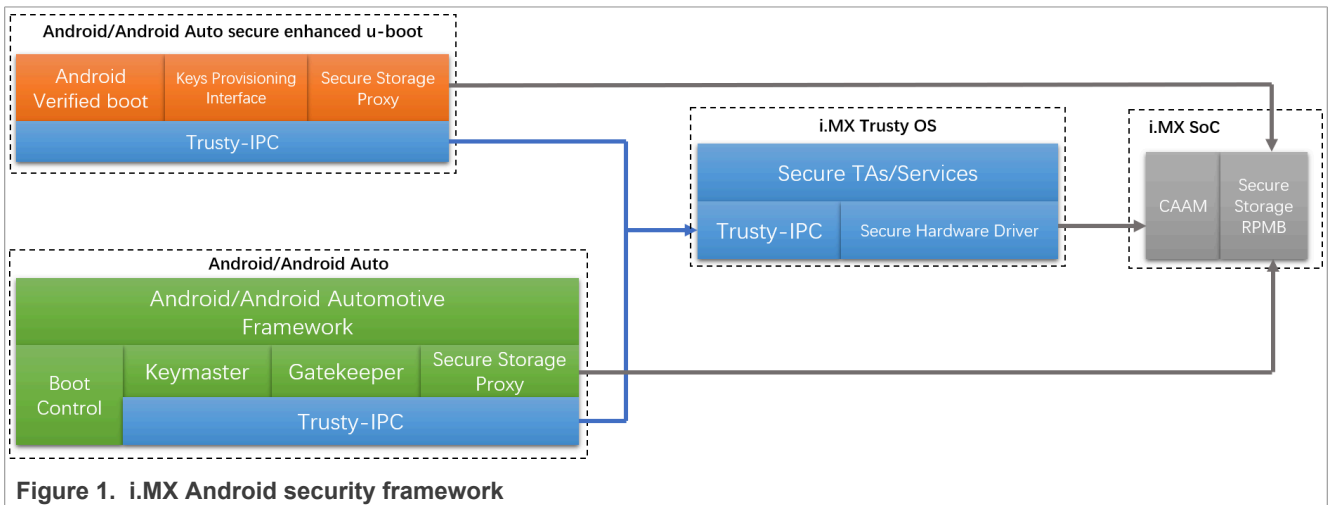 Android/Android Auto secure enhanced u-boot
Android
Verified boot
Keys Provisioning
Interface
Secure Storage
Proxy
Trusty-IPC
i.MX Trusty OS
Secure TAs/Services
Trusty-IPC
Secure Hardware Driver
i.MX SoC
CAAM
Secure
Storage
RPMB
Android/Android Auto
Android/Android Automotive
Framework
Boot
Control
Keymaster
Gatekeeper
Secure Storage
Proxy
Trusty-IPC
Figure 1. i.MX Android security framework